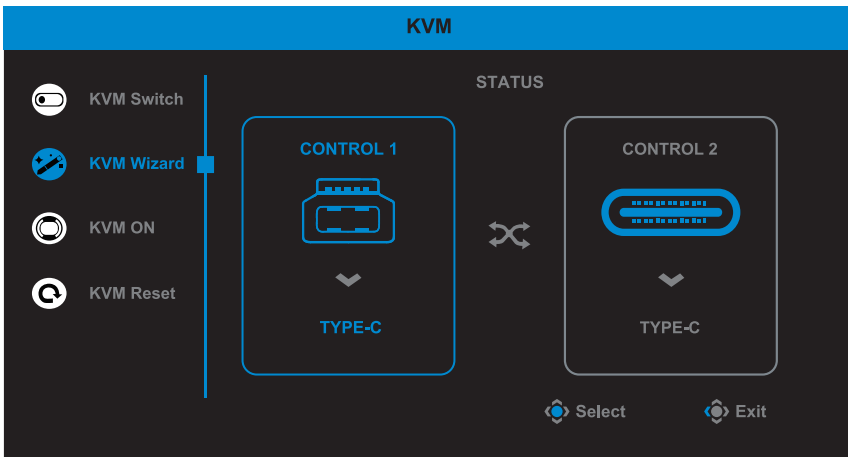 KVM
KVM Switch
KVM Wizard
KVM ON
KVM Reset
STATUS
CONTROL 1
TYPE-C
CONTROL 2
TYPE-C
Select
Exit